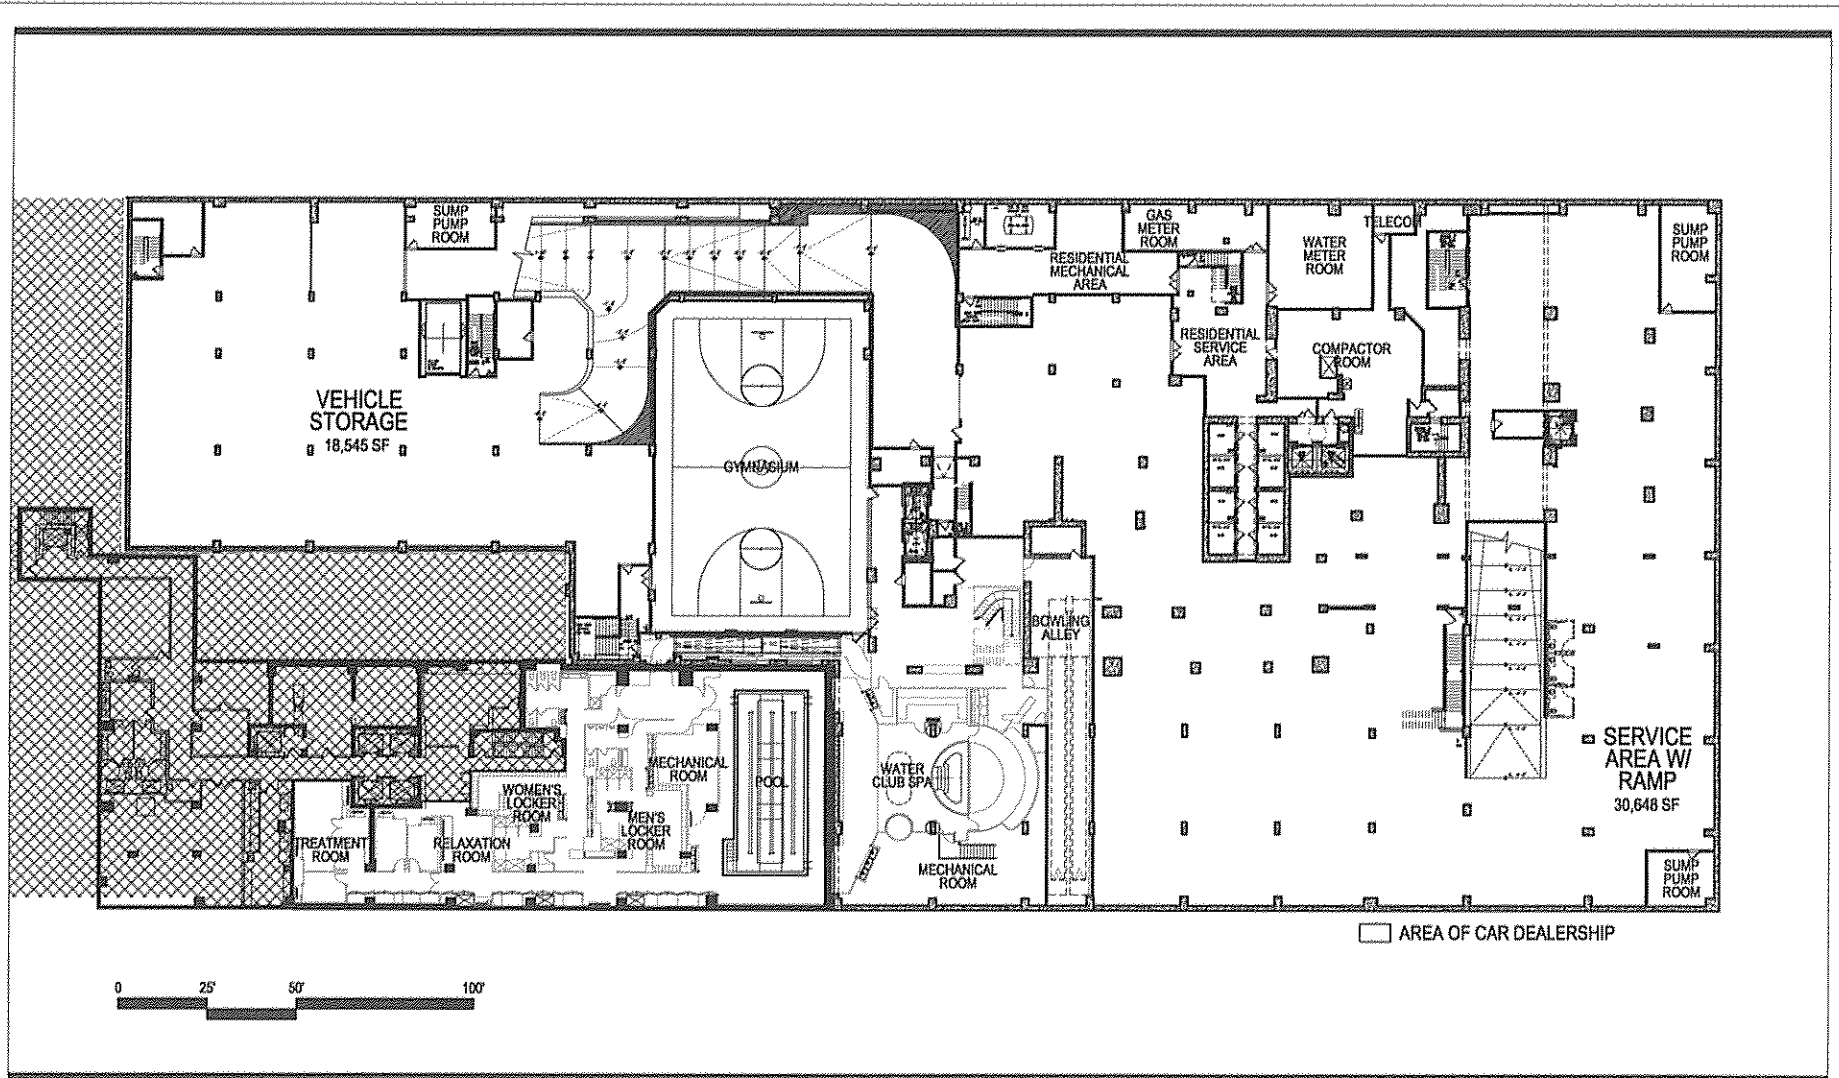 SUMP
PUMP
ROOM
GAS
METER
ROOM
TELECOM
WATER
METER
ROOM
SUMP
PUMP
ROOM
RESIDENTIAL
MECHANICAL
AREA
RESIDENTIAL
SERVICE
AREA
COMPACTOR
ROOM
VEHICLE
STORAGE
18,545 SF
GYMNASIUM
BOWLING
ALLEY
MECHANICAL
ROOM
POOL
WATER
CLUB SPA
SERVICE
AREA W/
RAMP
30,648 SF
WOMEN'S
LOCKER
ROOM
MEN'S
LOCKER
ROOM
TREATMENT
ROOM
RELAXATION
ROOM
MECHANICAL
ROOM
SUMP
PUMP
ROOM
AREA OF CAR DEALERSHIP
0 25' 50' 100'